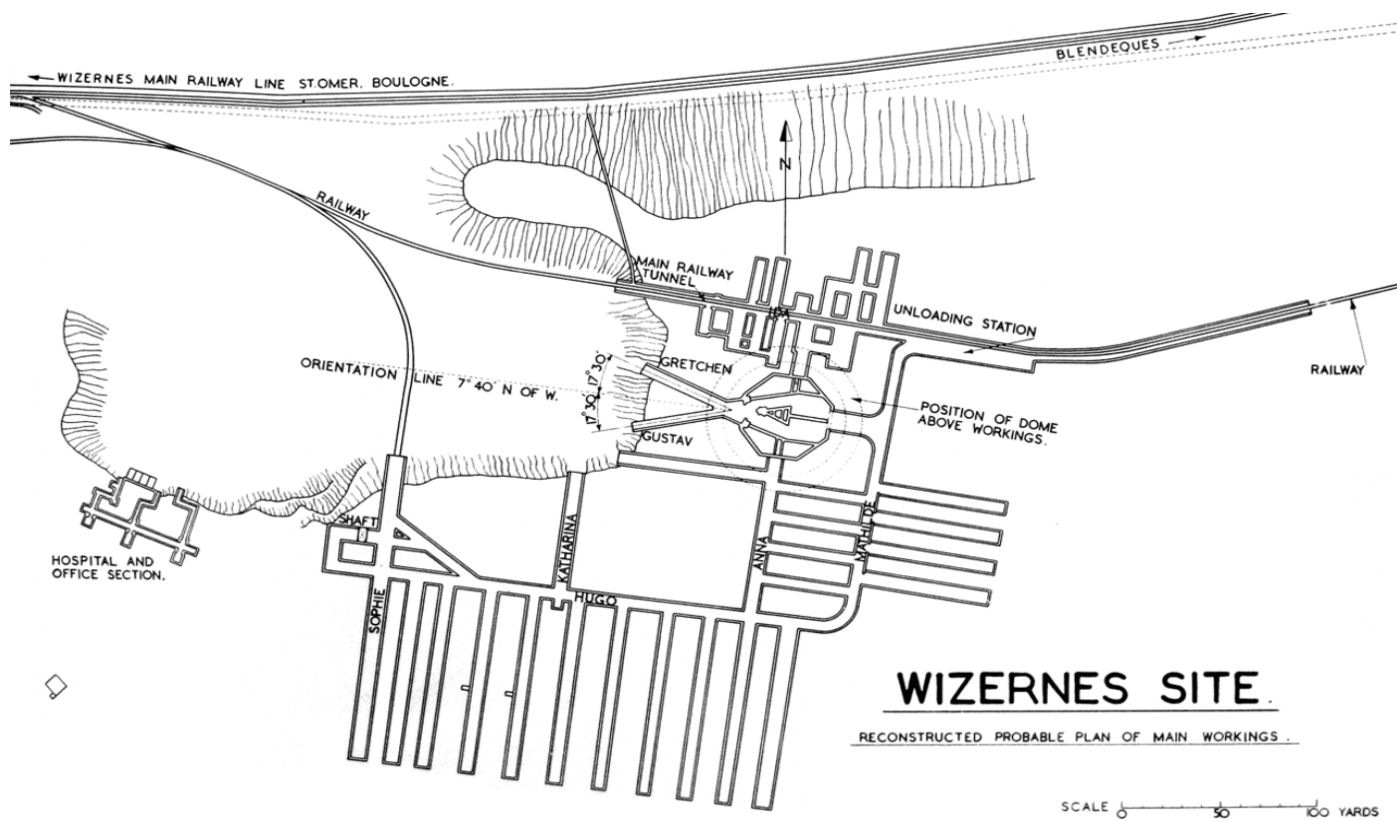 WIZERNES MAIN RAILWAY LINE ST.OMER. BOULOGNE.
BLENDEQUES
N
RAILWAY
MAIN RAILWAY
TUNNEL
IDA
UNLOADING STATION
RAILWAY
ORIENTATION LINE 7°40' N OF W.
17°30'
17°30'
GRETCHEN
GUSTAV
POSITION OF DOME
ABOVE WORKINGS.
HOSPITAL AND
OFFICE SECTION.
SHAFT
SOPHIE
KATHARINA
HUGO
ANNA
MATHILDE
WIZERNES SITE.
RECONSTRUCTED PROBABLE PLAN OF MAIN WORKINGS.
SCALE 0 50 100 YARDS